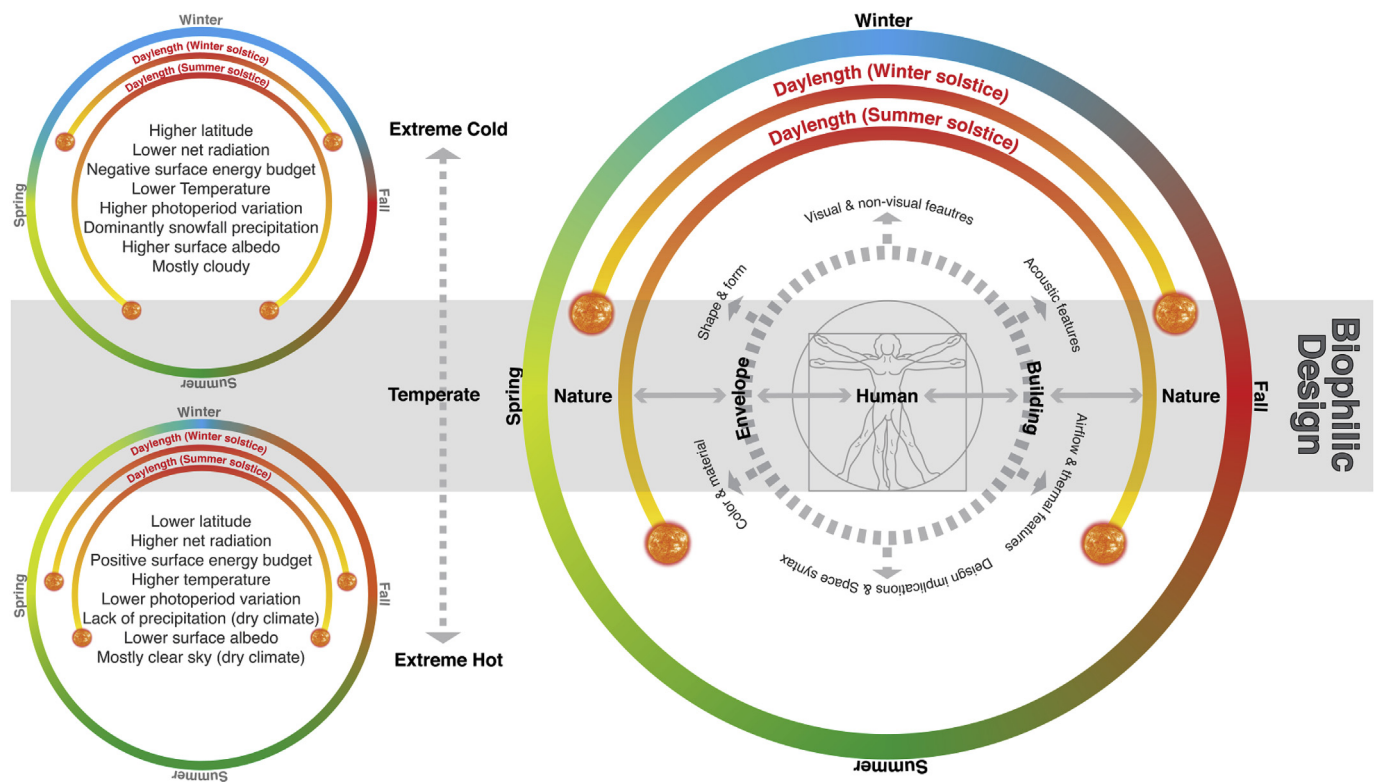 Winter
Daylength (Winter solstice)
Daylength (Summer solstice)
Higher latitude
Lower net radiation
Negative surface energy budget
Lower Temperature
Higher photoperiod variation
Dominantly snowfall precipitation
Higher surface albedo
Mostly cloudy
Spring
Fall
Summer
Winter
Daylength (Winter solstice)
Daylength (Summer solstice)
Lower latitude
Higher net radiation
Positive surface energy budget
Higher temperature
Lower photoperiod variation
Lack of precipitation (dry climate)
Lower surface albedo
Mostly clear sky (dry climate)
Spring
Fall
Summer
Extreme Cold
Temperate
Extreme Hot
Winter
Daylength (Winter solstice)
Daylength (Summer solstice)
Visual & non-visual feautres
Shape & form
Acoustic features
Spring
Nature
Envelope
Human
Building
Nature
Fall
Color & material
Airflow & thermal features
Deisgn implications & Space syntax
Summer
Biophilic
Design